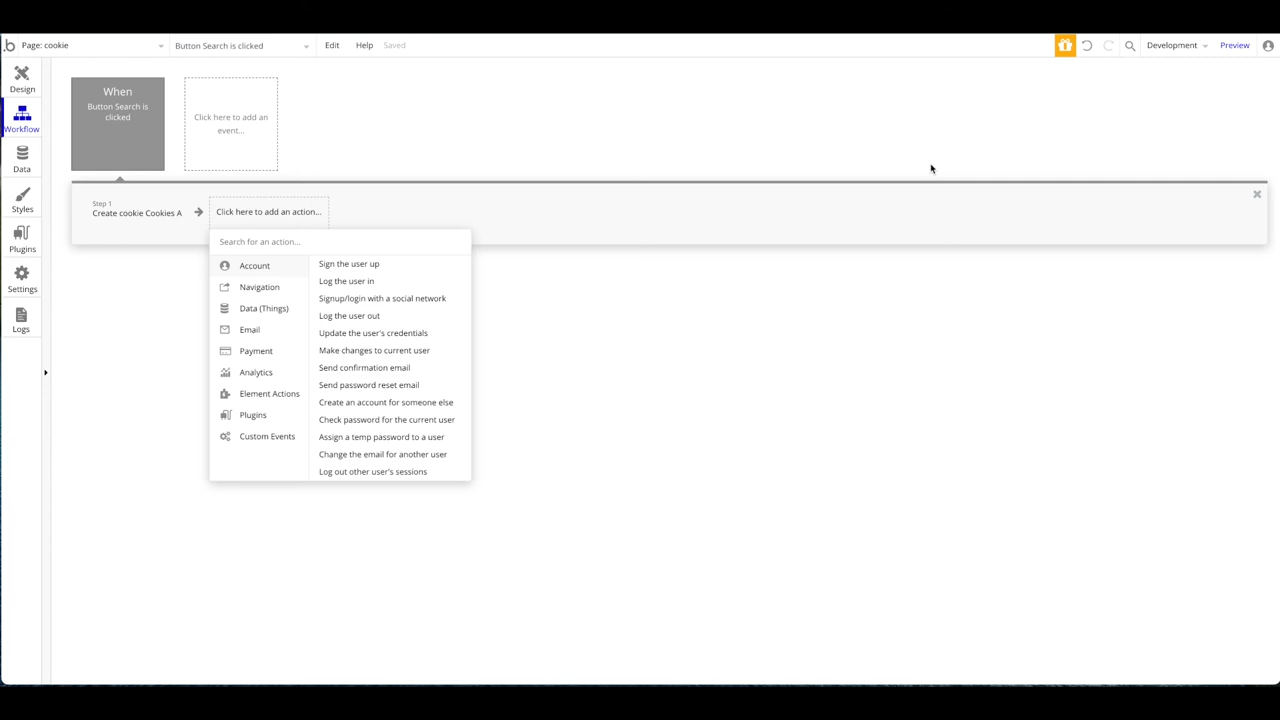 .b
Page: cookie
Button Search is clicked
Edit
Help
Saved
Development
Preview
Design
Workflow
Data
Styles
Plugins
Settings
Logs
When
Button Search is
clicked
Click here to add an
event...
Step 1
Create cookie Cookies A
Click here to add an action...
Search for an action...
Account
Navigation
Data (Things)
Email
Payment
Analytics
Element Actions
Plugins
Custom Events
Sign the user up
Log the user in
Signup/login with a social network
Log the user out
Update the user's credentials
Make changes to current user
Send confirmation email
Send password reset email
Create an account for someone else
Check password for the current user
Assign a temp password to a user
Change the email for another user
Log out other user's sessions